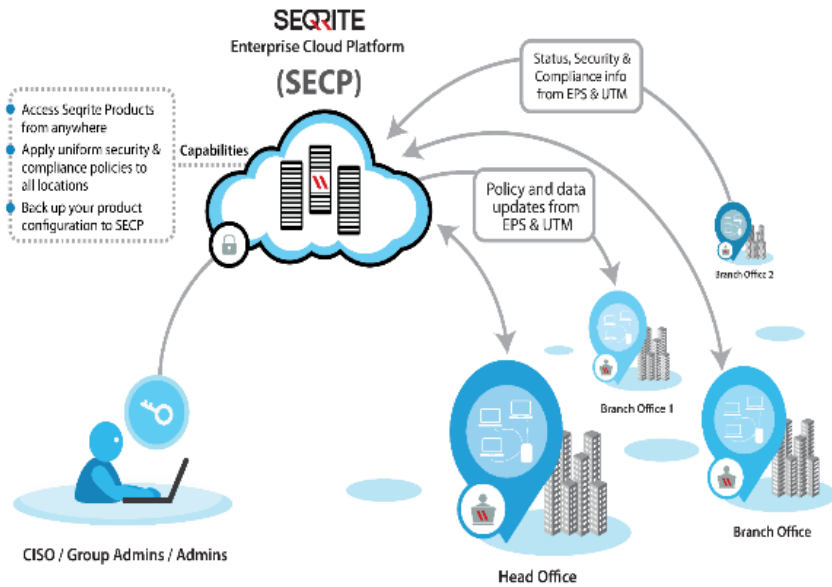 SEQRITE
Enterprise Cloud Platform
(SECP)
Access Seqrite Products
from anywhere
Apply uniform security &
compliance policies to
all locations
Back up your product
configuration to SECP
Capabilities
Status, Security &
Compliance info
from EPS & UTM
Policy and data
updates from
EPS & UTM
Branch Office 2
Branch Office 1
Branch Office
Head Office
CISO / Group Admins / Admins